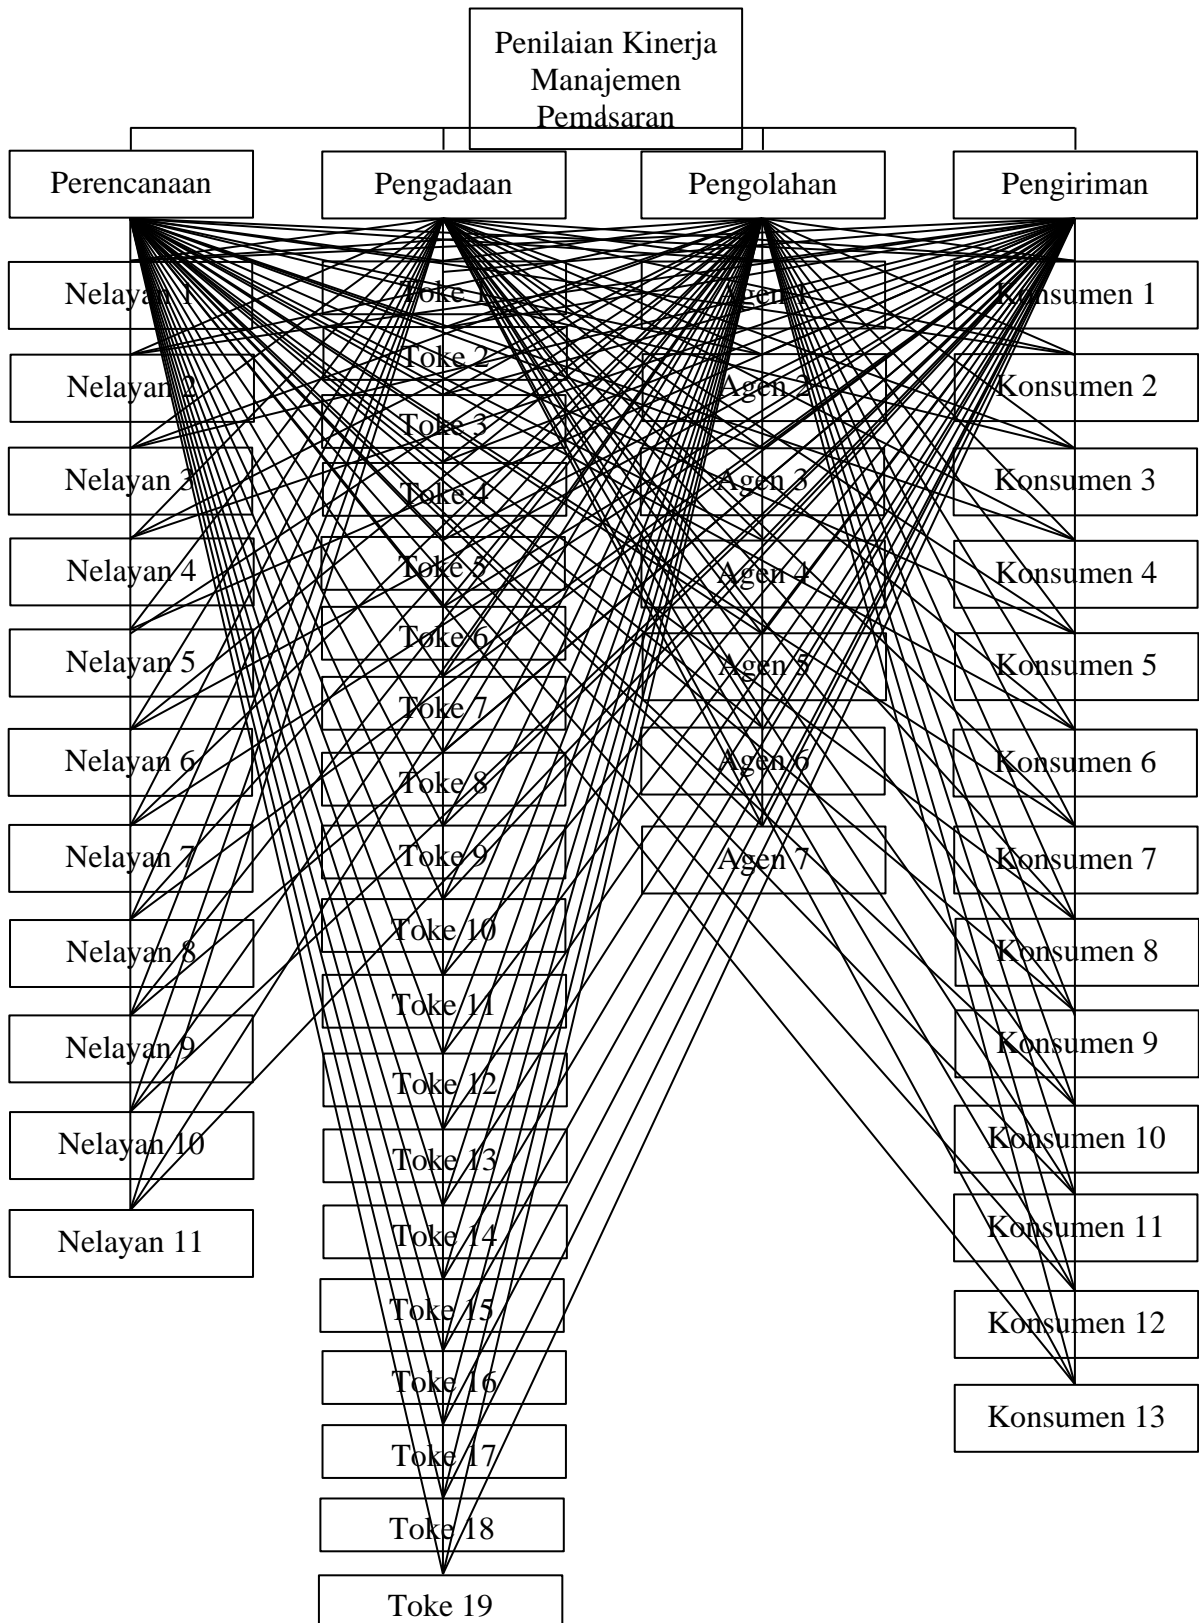 Penilaian Kinerja
Manajemen
Pemasaran
Perencanaan
Pengadaan
Pengolahan
Pengiriman
Nelayan 1
Nelayan 2
Nelayan 3
Nelayan 4
Nelayan 5
Nelayan 6
Nelayan 7
Nelayan 8
Nelayan 9
Nelayan 10
Nelayan 11
Toke 1
Toke 2
Toke 3
Toke 4
Toke 5
Toke 6
Toke 7
Toke 8
Toke 9
Toke 10
Toke 11
Toke 12
Toke 13
Toke 14
Toke 15
Toke 16
Toke 17
Toke 18
Toke 19
Agen 1
Agen 2
Agen 3
Agen 4
Agen 5
Agen 6
Agen 7
Konsumen 1
Konsumen 2
Konsumen 3
Konsumen 4
Konsumen 5
Konsumen 6
Konsumen 7
Konsumen 8
Konsumen 9
Konsumen 10
Konsumen 11
Konsumen 12
Konsumen 13